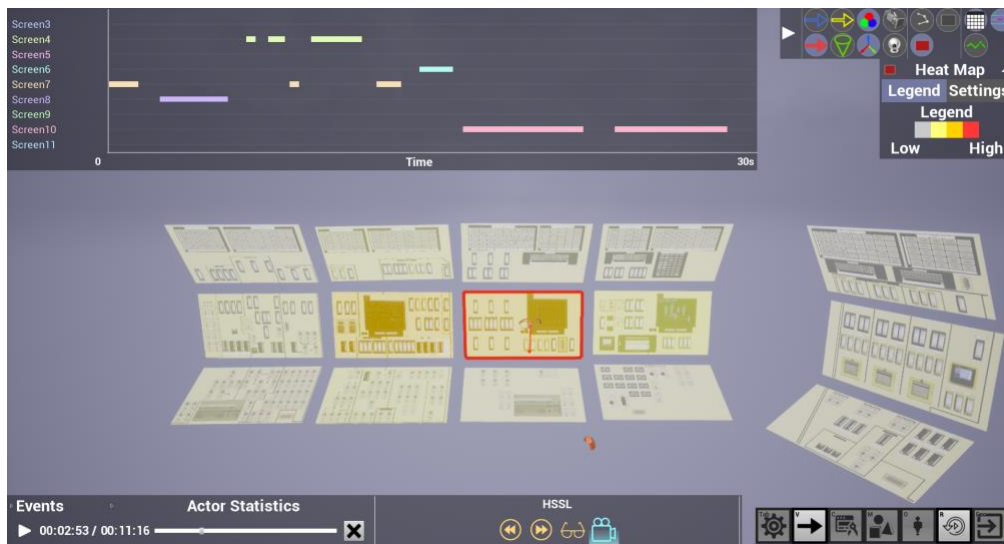 Screen3
Screen4
Screen5
Screen6
Screen7
Screen8
Screen9
Screen10
Screen11
0 Time 30s
Heat Map
Legend Settings
Legend
Low High
Events Actor Statistics HSSL
00:02:53 / 00:11:16